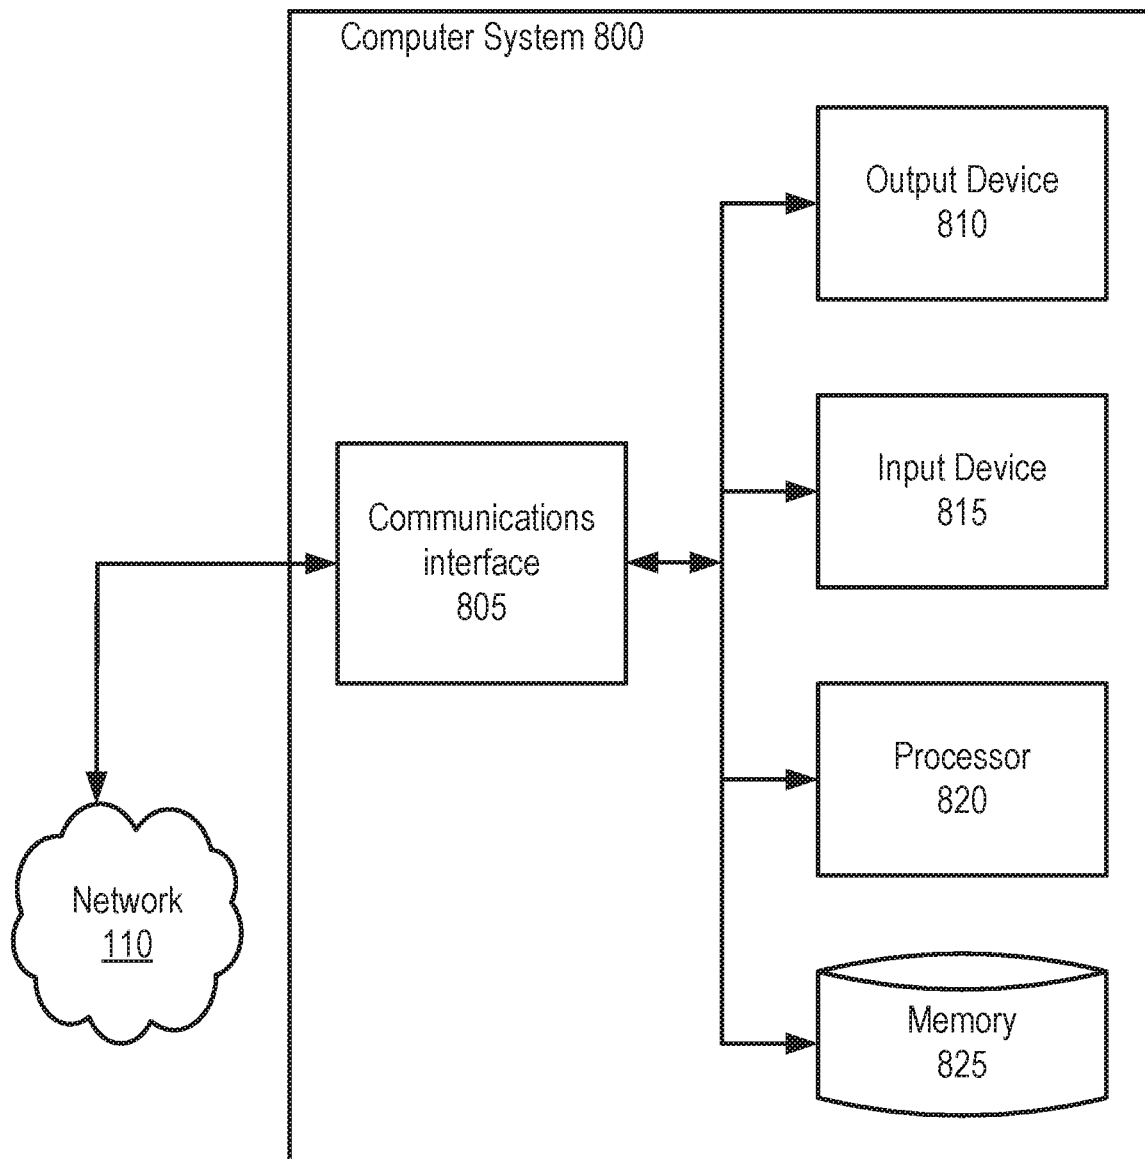 Computer System 800
Output Device
810
Input Device
815
Communications
interface
805
Processor
820
Network
110
Memory
825